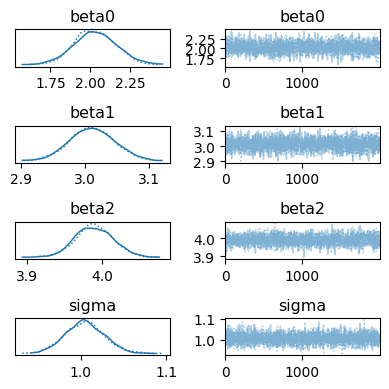 beta0 beta0
2.25
2.00
1.75
1.75 2.00 2.25 0 1000
beta1 beta1
3.1
3.0
2.9
2.9 3.0 3.1 0 1000
beta2 beta2
4.0
3.9
3.9 4.0 0 1000
sigma sigma
1.1
1.0
1.0 1.1 0 1000